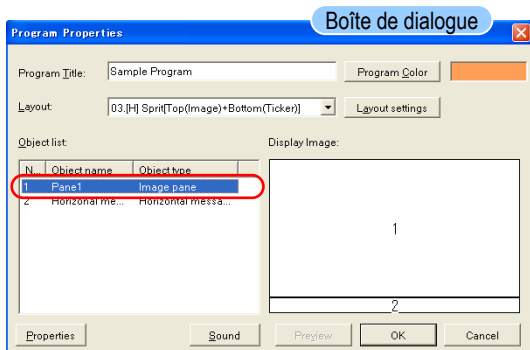 Boîte de dialogue
Program Properties
Program Title: Sample Program Program Color
Layout: 03.[H] Sprit[Top(Image)+Bottom(Ticker)] Layout settings
Object list: Display Image:
N... Object name Object type
1 Pane1 Image pane
2 Horizonal me... Horizontal messa...
1
2
Properties Sound Preview OK Cancel